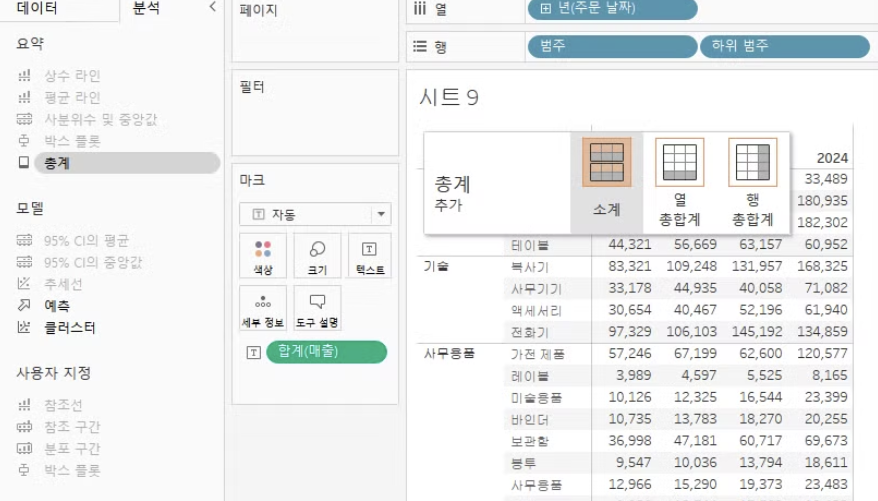 데이터
분석
<
요약
상수 라인
평균 라인
사분위수 및 중앙값
박스 플롯
총계
모델
95% CI의 평균
95% CI의 중앙값
추세선
예측
클러스터
사용자 지정
참조선
참조 구간
분포 구간
박스 플롯
페이지
필터
마크
자동
색상
크기
텍스트
세부 정보
도구 설명
합계(매출)
열
년(주문 날짜)
행
범주
하위 범주
시트 9
총계
추가
소계
열
총합계
행
총합계
2024
33,489
180,935
182,302
테이블 44,321 56,669 63,157 60,952
기술 복사기 83,321 109,248 131,957 168,325
사무기기 33,178 44,935 40,058 71,082
액세서리 30,654 40,467 52,196 61,940
전화기 97,329 106,103 145,192 134,859
사무용품 가전 제품 57,246 67,199 62,600 120,577
레이블 3,989 4,597 5,525 8,165
미술용품 10,126 12,325 16,544 23,399
바인더 10,735 13,783 18,270 20,255
보관함 36,998 47,181 60,717 69,673
봉투 9,547 10,036 13,794 18,611
사무용품 12,966 15,290 19,373 23,483